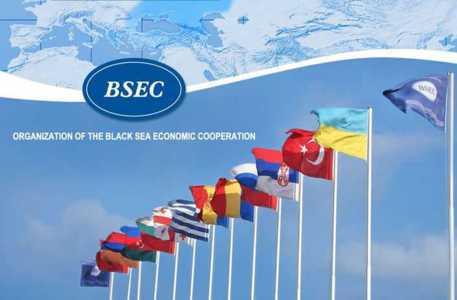 BSEC
ORGANIZATION OF THE BLACK SEA ECONOMIC COOPERATION